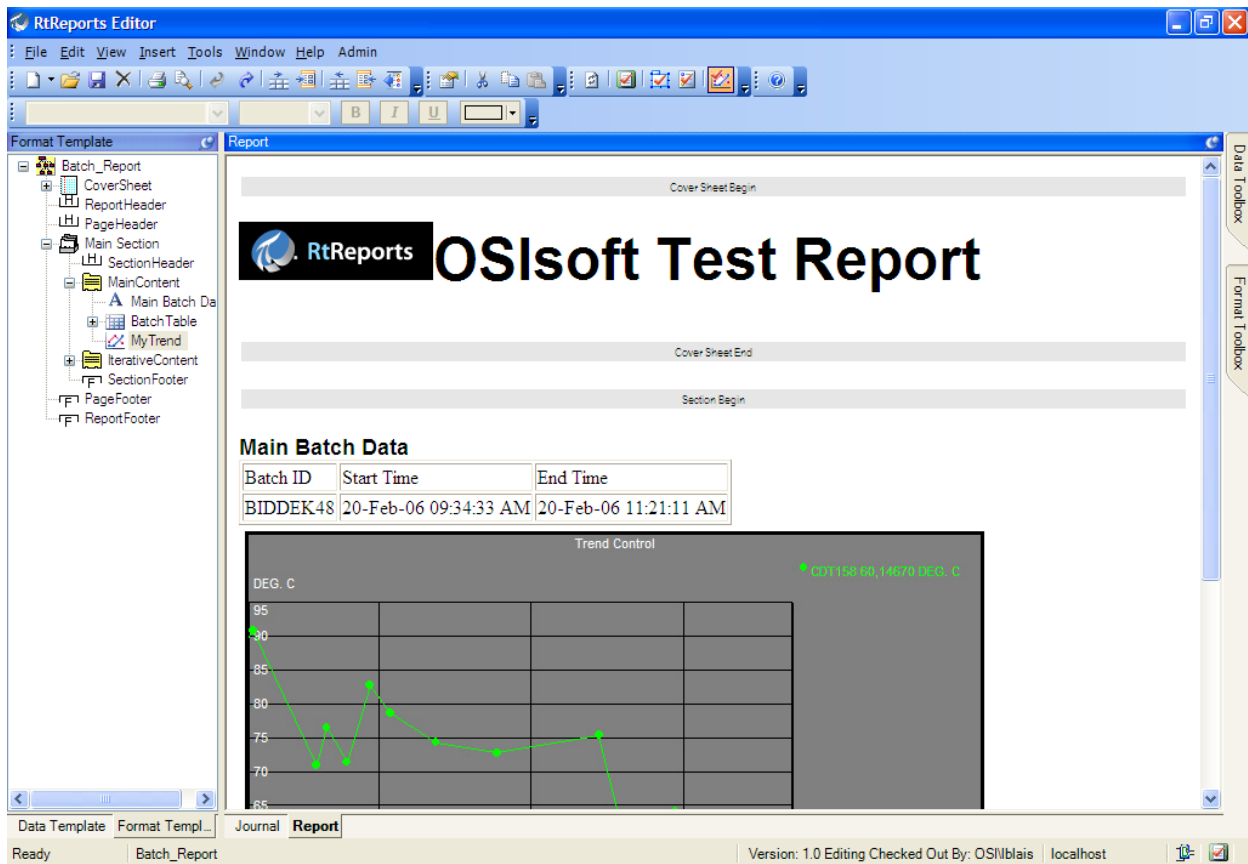 RtReports Editor
File Edit View Insert Tools Window Help Admin
B I U
Format Template
Report
Batch_Report
CoverSheet
ReportHeader
PageHeader
Main Section
SectionHeader
MainContent
Main Batch Da
BatchTable
MyTrend
IterativeContent
SectionFooter
PageFooter
ReportFooter
Cover Sheet Begin
RtReports
OSIsoft Test Report
Cover Sheet End
Section Begin
Main Batch Data
Batch ID Start Time End Time
BIDDEK48 20-Feb-06 09:34:33 AM 20-Feb-06 11:21:11 AM
Trend Control
CDT158 60,14670 DEG. C
DEG. C
95
90
85
80
75
70
65
Data Toolbox
Format Toolbox
Data Template Format Templ...
Journal Report
Ready Batch_Report Version: 1.0 Editing Checked Out By: OSI\lblais localhost